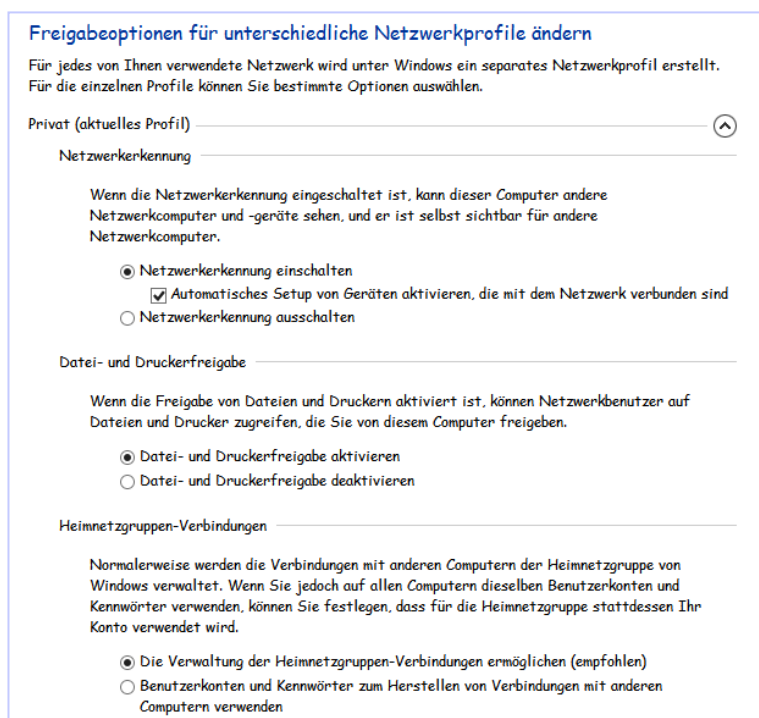 Freigabeoptionen für unterschiedliche Netzwerkprofile ändern
Für jedes von Ihnen verwendete Netzwerk wird unter Windows ein separates Netzwerkprofil erstellt.
Für die einzelnen Profile können Sie bestimmte Optionen auswählen.
Privat (aktuelles Profil)
Netzwerkerkennung
Wenn die Netzwerkerkennung eingeschaltet ist, kann dieser Computer andere
Netzwerkcomputer und -geräte sehen, und er ist selbst sichtbar für andere
Netzwerkcomputer.
Netzwerkerkennung einschalten
Automatisches Setup von Geräten aktivieren, die mit dem Netzwerk verbunden sind
Netzwerkerkennung ausschalten
Datei- und Druckerfreigabe
Wenn die Freigabe von Dateien und Druckern aktiviert ist, können Netzwerkbenutzer auf
Dateien und Drucker zugreifen, die Sie von diesem Computer freigeben.
Datei- und Druckerfreigabe aktivieren
Datei- und Druckerfreigabe deaktivieren
Heimnetzgruppen-Verbindungen
Normalerweise werden die Verbindungen mit anderen Computern der Heimnetzgruppe von
Windows verwaltet. Wenn Sie jedoch auf allen Computern dieselben Benutzerkonten und
Kennwörter verwenden, können Sie festlegen, dass für die Heimnetzgruppe stattdessen Ihr
Konto verwendet wird.
Die Verwaltung der Heimnetzgruppen-Verbindungen ermöglichen (empfohlen)
Benutzerkonten und Kennwörter zum Herstellen von Verbindungen mit anderen
Computern verwenden